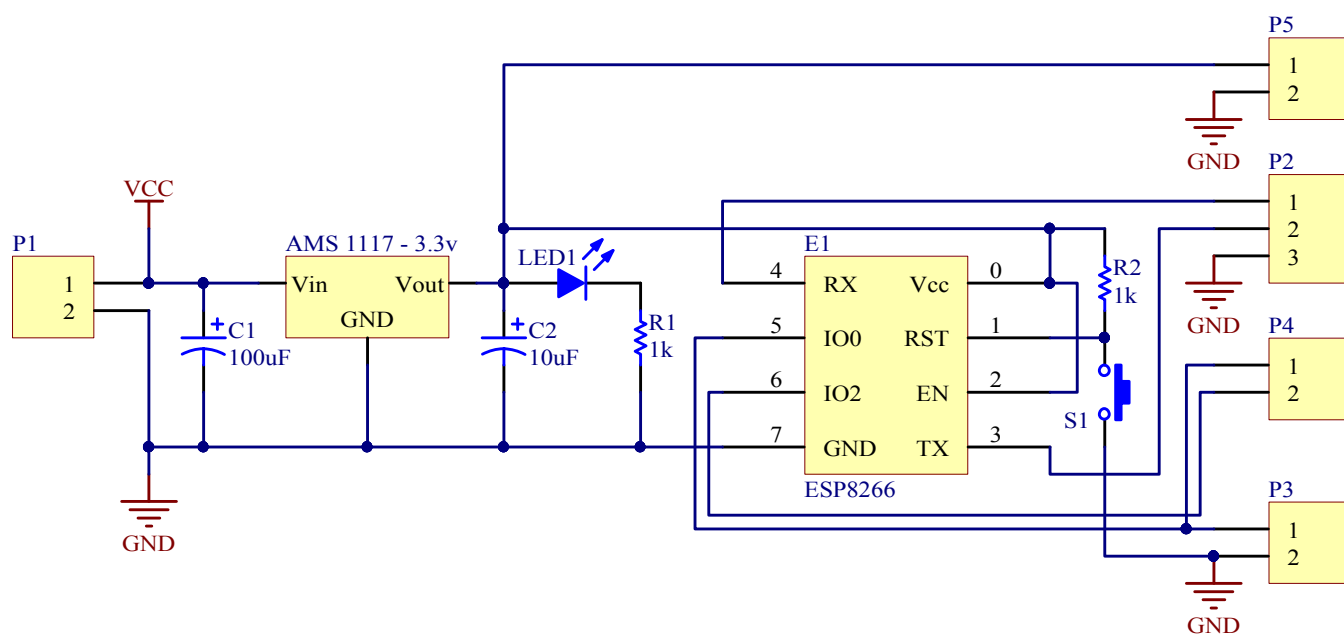 P5
1
2
GND
VCC
P1
1
2
AMS 1117 - 3.3v
Vin
Vout
GND
C1
100uF
+
LED1
C2
10uF
+
R1
1k
E1
4
RX
Vcc
0
5
IO0
RST
1
6
IO2
EN
2
7
GND
TX
3
ESP8266
R2
1k
S1
P2
1
2
3
GND
P4
1
2
P3
1
2
GND
GND